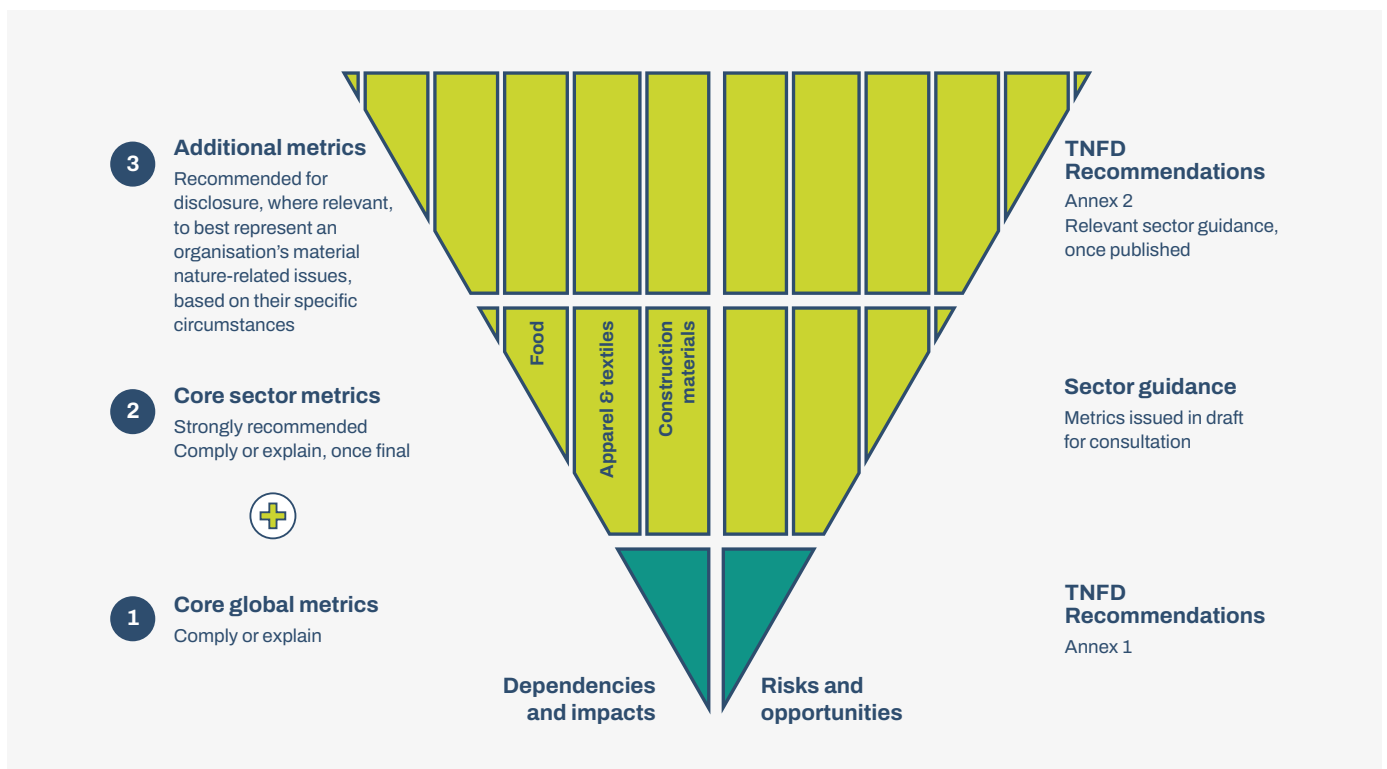 3
Additional metrics
Recommended for
disclosure, where relevant,
to best represent an
organisation’s material
nature-related issues,
based on their specific
circumstances
TNFD
Recommendations
Annex 2
Relevant sector guidance,
once published
2
Core sector metrics
Strongly recommended
Comply or explain, once final
Food
Apparel & textiles
Construction
materials
Sector guidance
Metrics issued in draft
for consultation
1
Core global metrics
Comply or explain
TNFD
Recommendations
Annex 1
Dependencies
and impacts
Risks and
opportunities